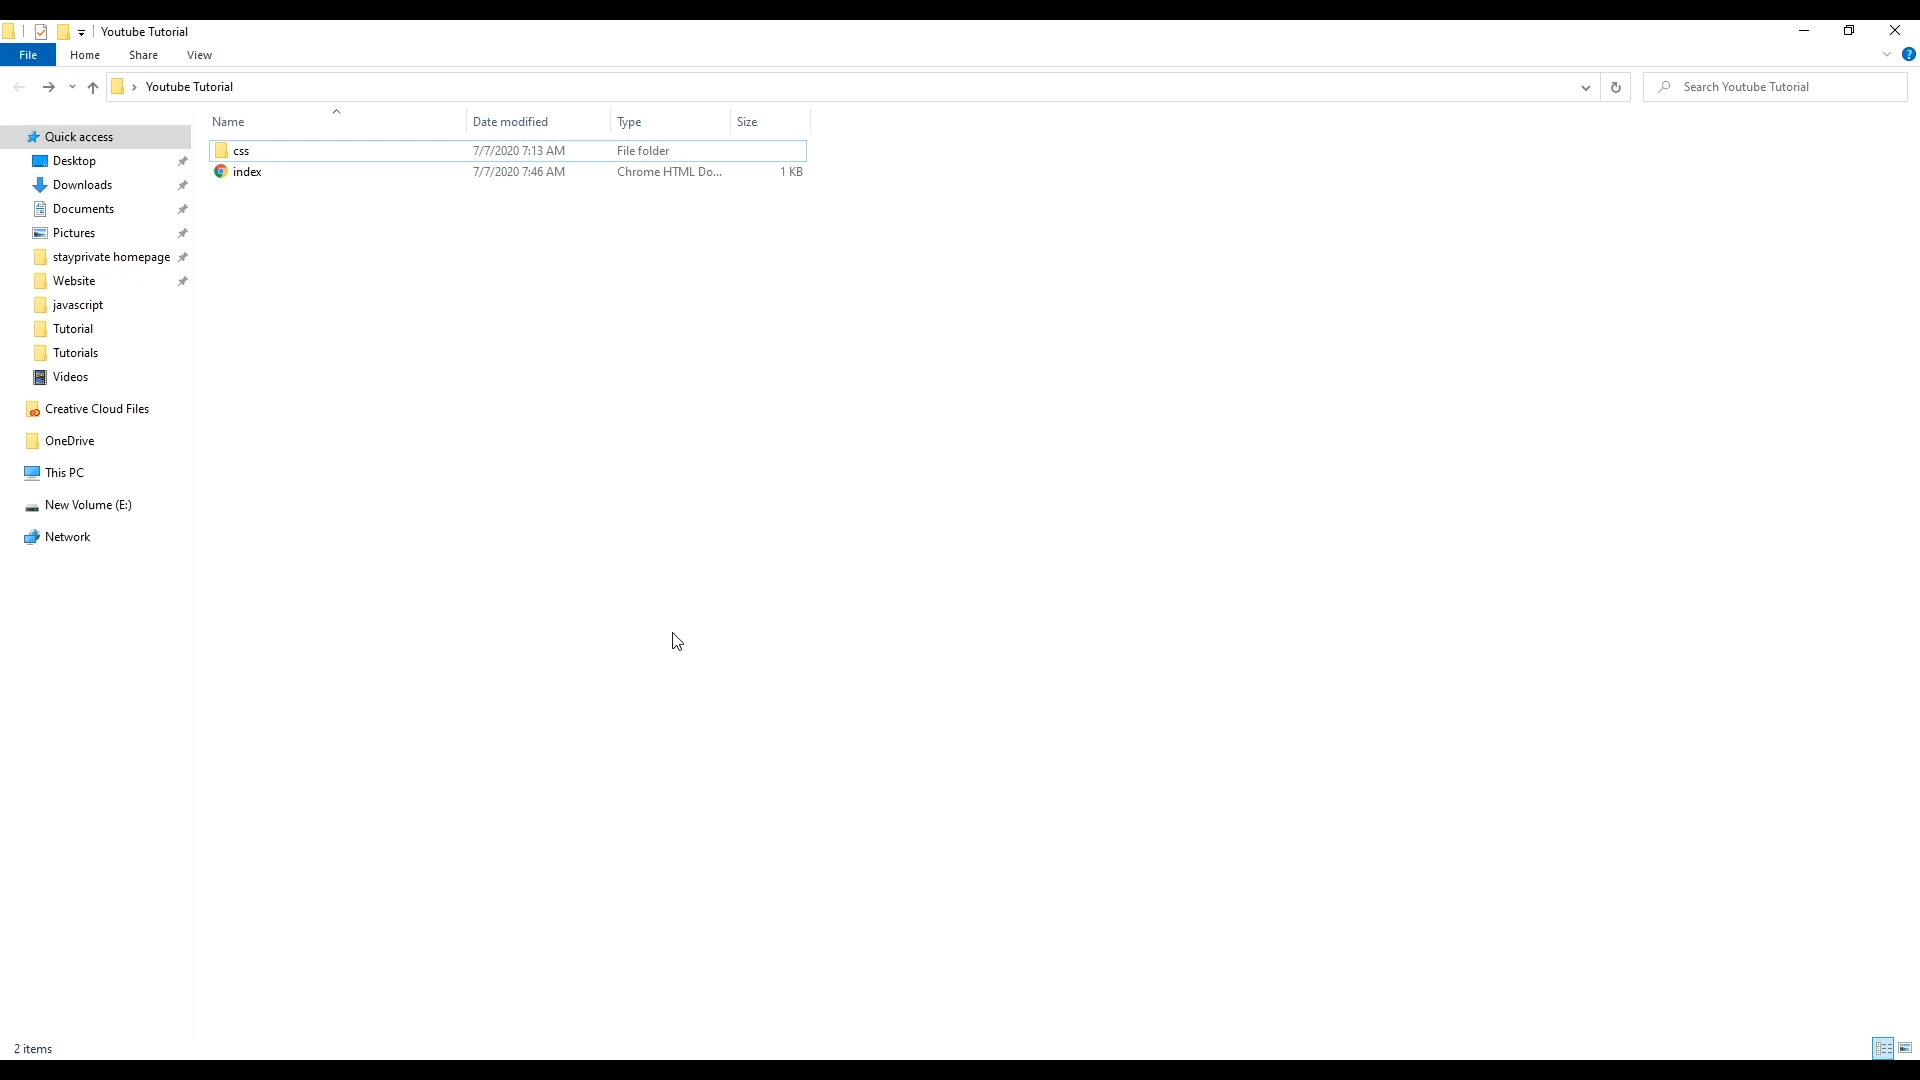 Youtube Tutorial
File Home Share View
?
Youtube Tutorial
Search Youtube Tutorial
Name Date modified Type Size
Quick access
Desktop
Downloads
Documents
Pictures
stayprivate homepage
Website
javascript
Tutorial
Tutorials
Videos
Creative Cloud Files
OneDrive
This PC
New Volume (E:)
Network
css 7/7/2020 7:13 AM File folder
index 7/7/2020 7:46 AM Chrome HTML Do... 1 KB
2 items